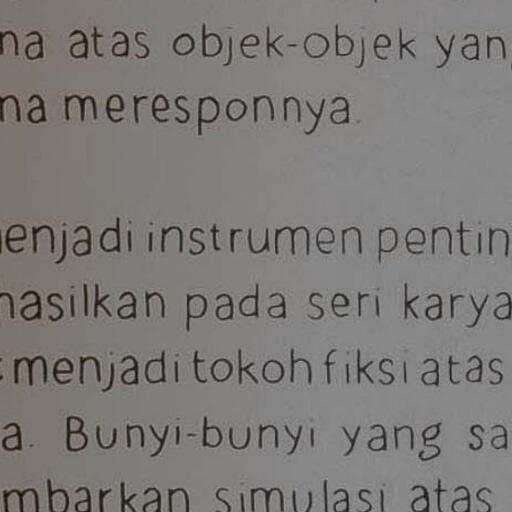 na atas objek-objek yan
na meresponnya.
enjadi instrumen pentin
hasilkan pada seri karya
menjadi tokoh fiksi atas
a. Bunyi-bunyi yang sa
mbarkan simulasi atas